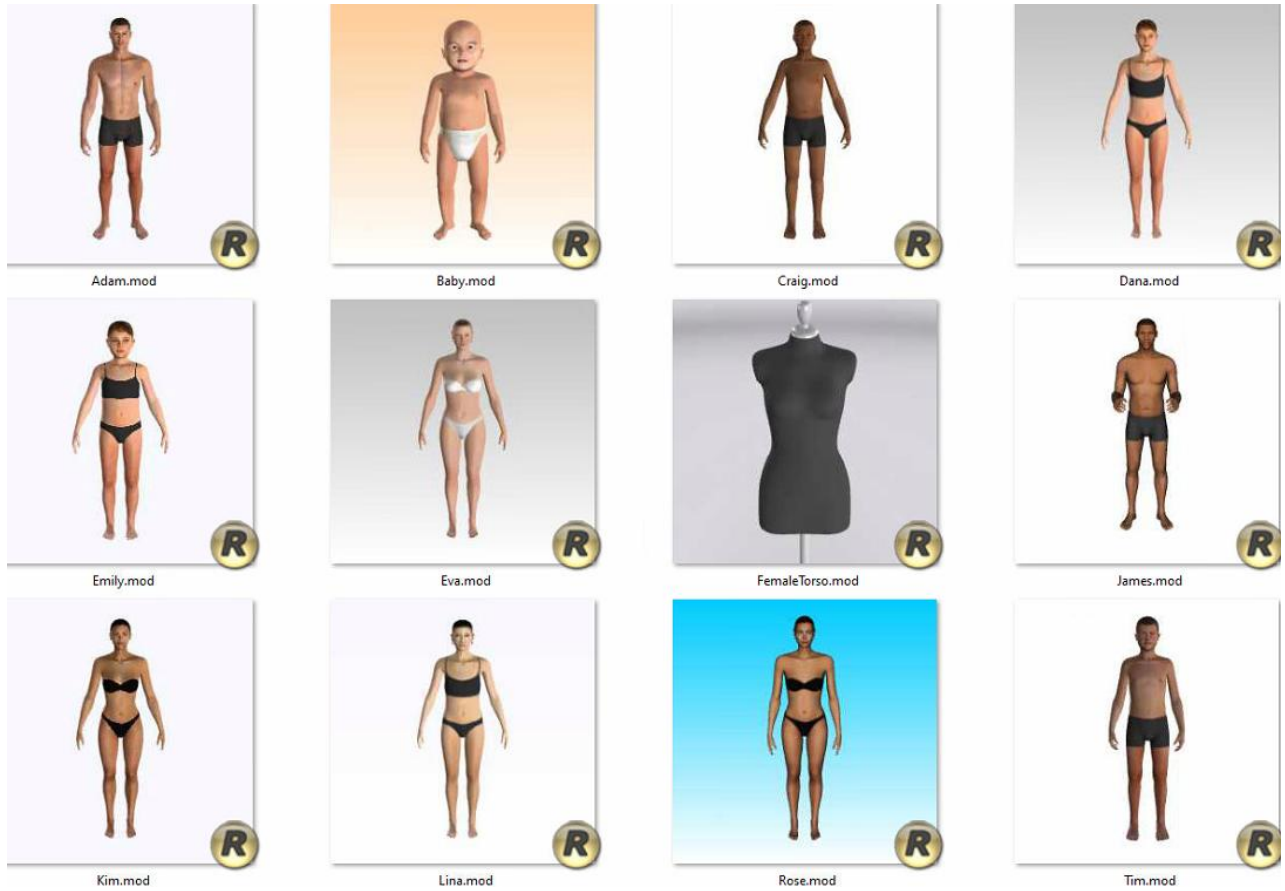 R
R
R
R
Adam.mod
Baby.mod
Craig.mod
Dana.mod
R
R
R
R
Emily.mod
Eva.mod
FemaleTorso.mod
James.mod
R
R
R
R
Kim.mod
Lina.mod
Rose.mod
Tim.mod